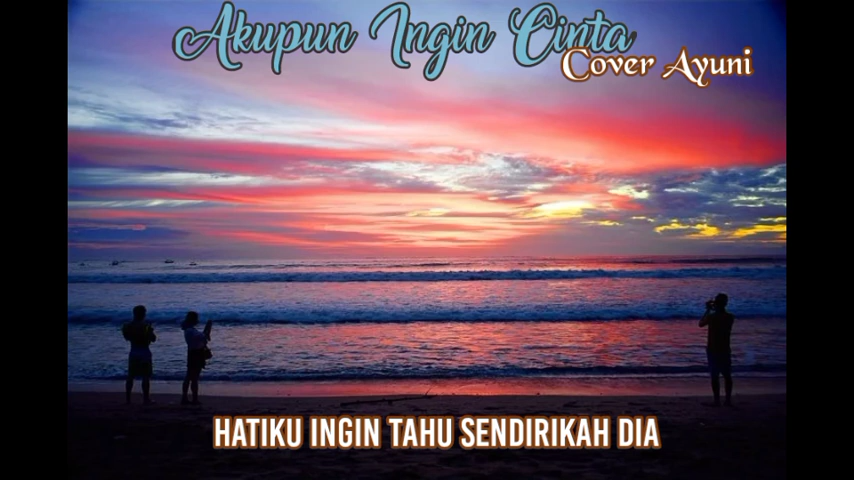 Akupun Ingin Cinta
Cover Ayuni
HATIKU INGIN TAHU SENDIRIKAH DIA